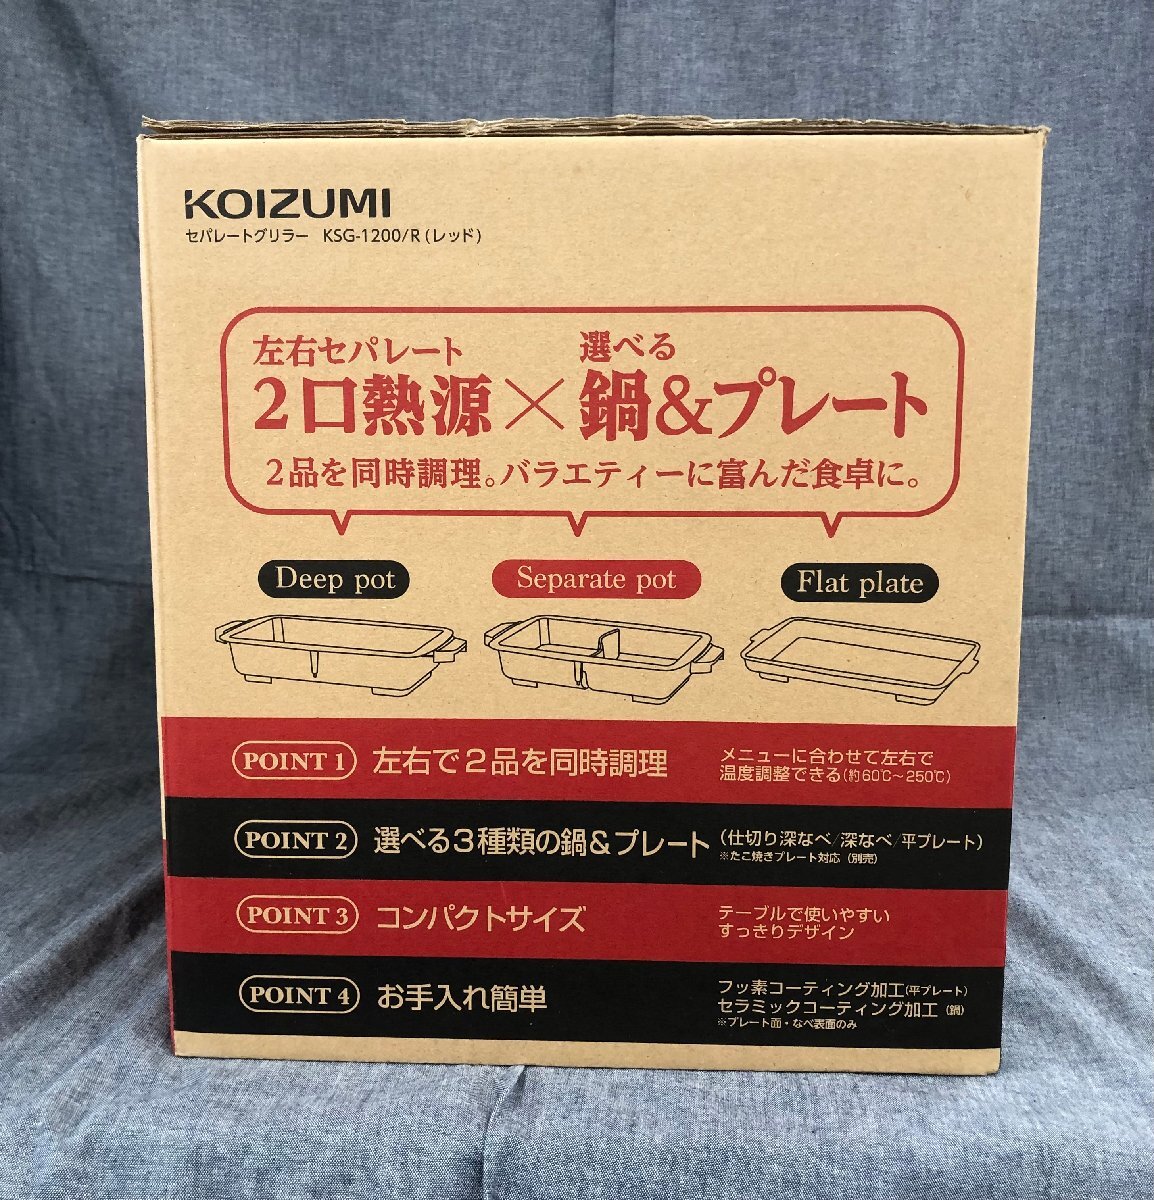 KOIZUMI
セパレートグリラー KSG-1200/R(レッド)
左右セパレート
選べる
2口熱源×鍋&プレート
2品を同時調理。バラエティーに富んだ食卓に。
Deep pot
Separate pot
Flat plate
POINT 1 左右で2品を同時調理
メニューに合わせて左右で
温度調整できる(約60℃～250℃)
POINT 2 選べる3種類の鍋&プレート
(仕切り深なべ/深なべ/平プレート)
※たこ焼きプレート対応(別売)
POINT 3 コンパクトサイズ
テーブルで使いやすい
すっきりデザイン
POINT 4 お手入れ簡単
フッ素コーティング加工(平プレート)
セラミックコーティング加工(鍋)
※プレート面・なべ表面のみ